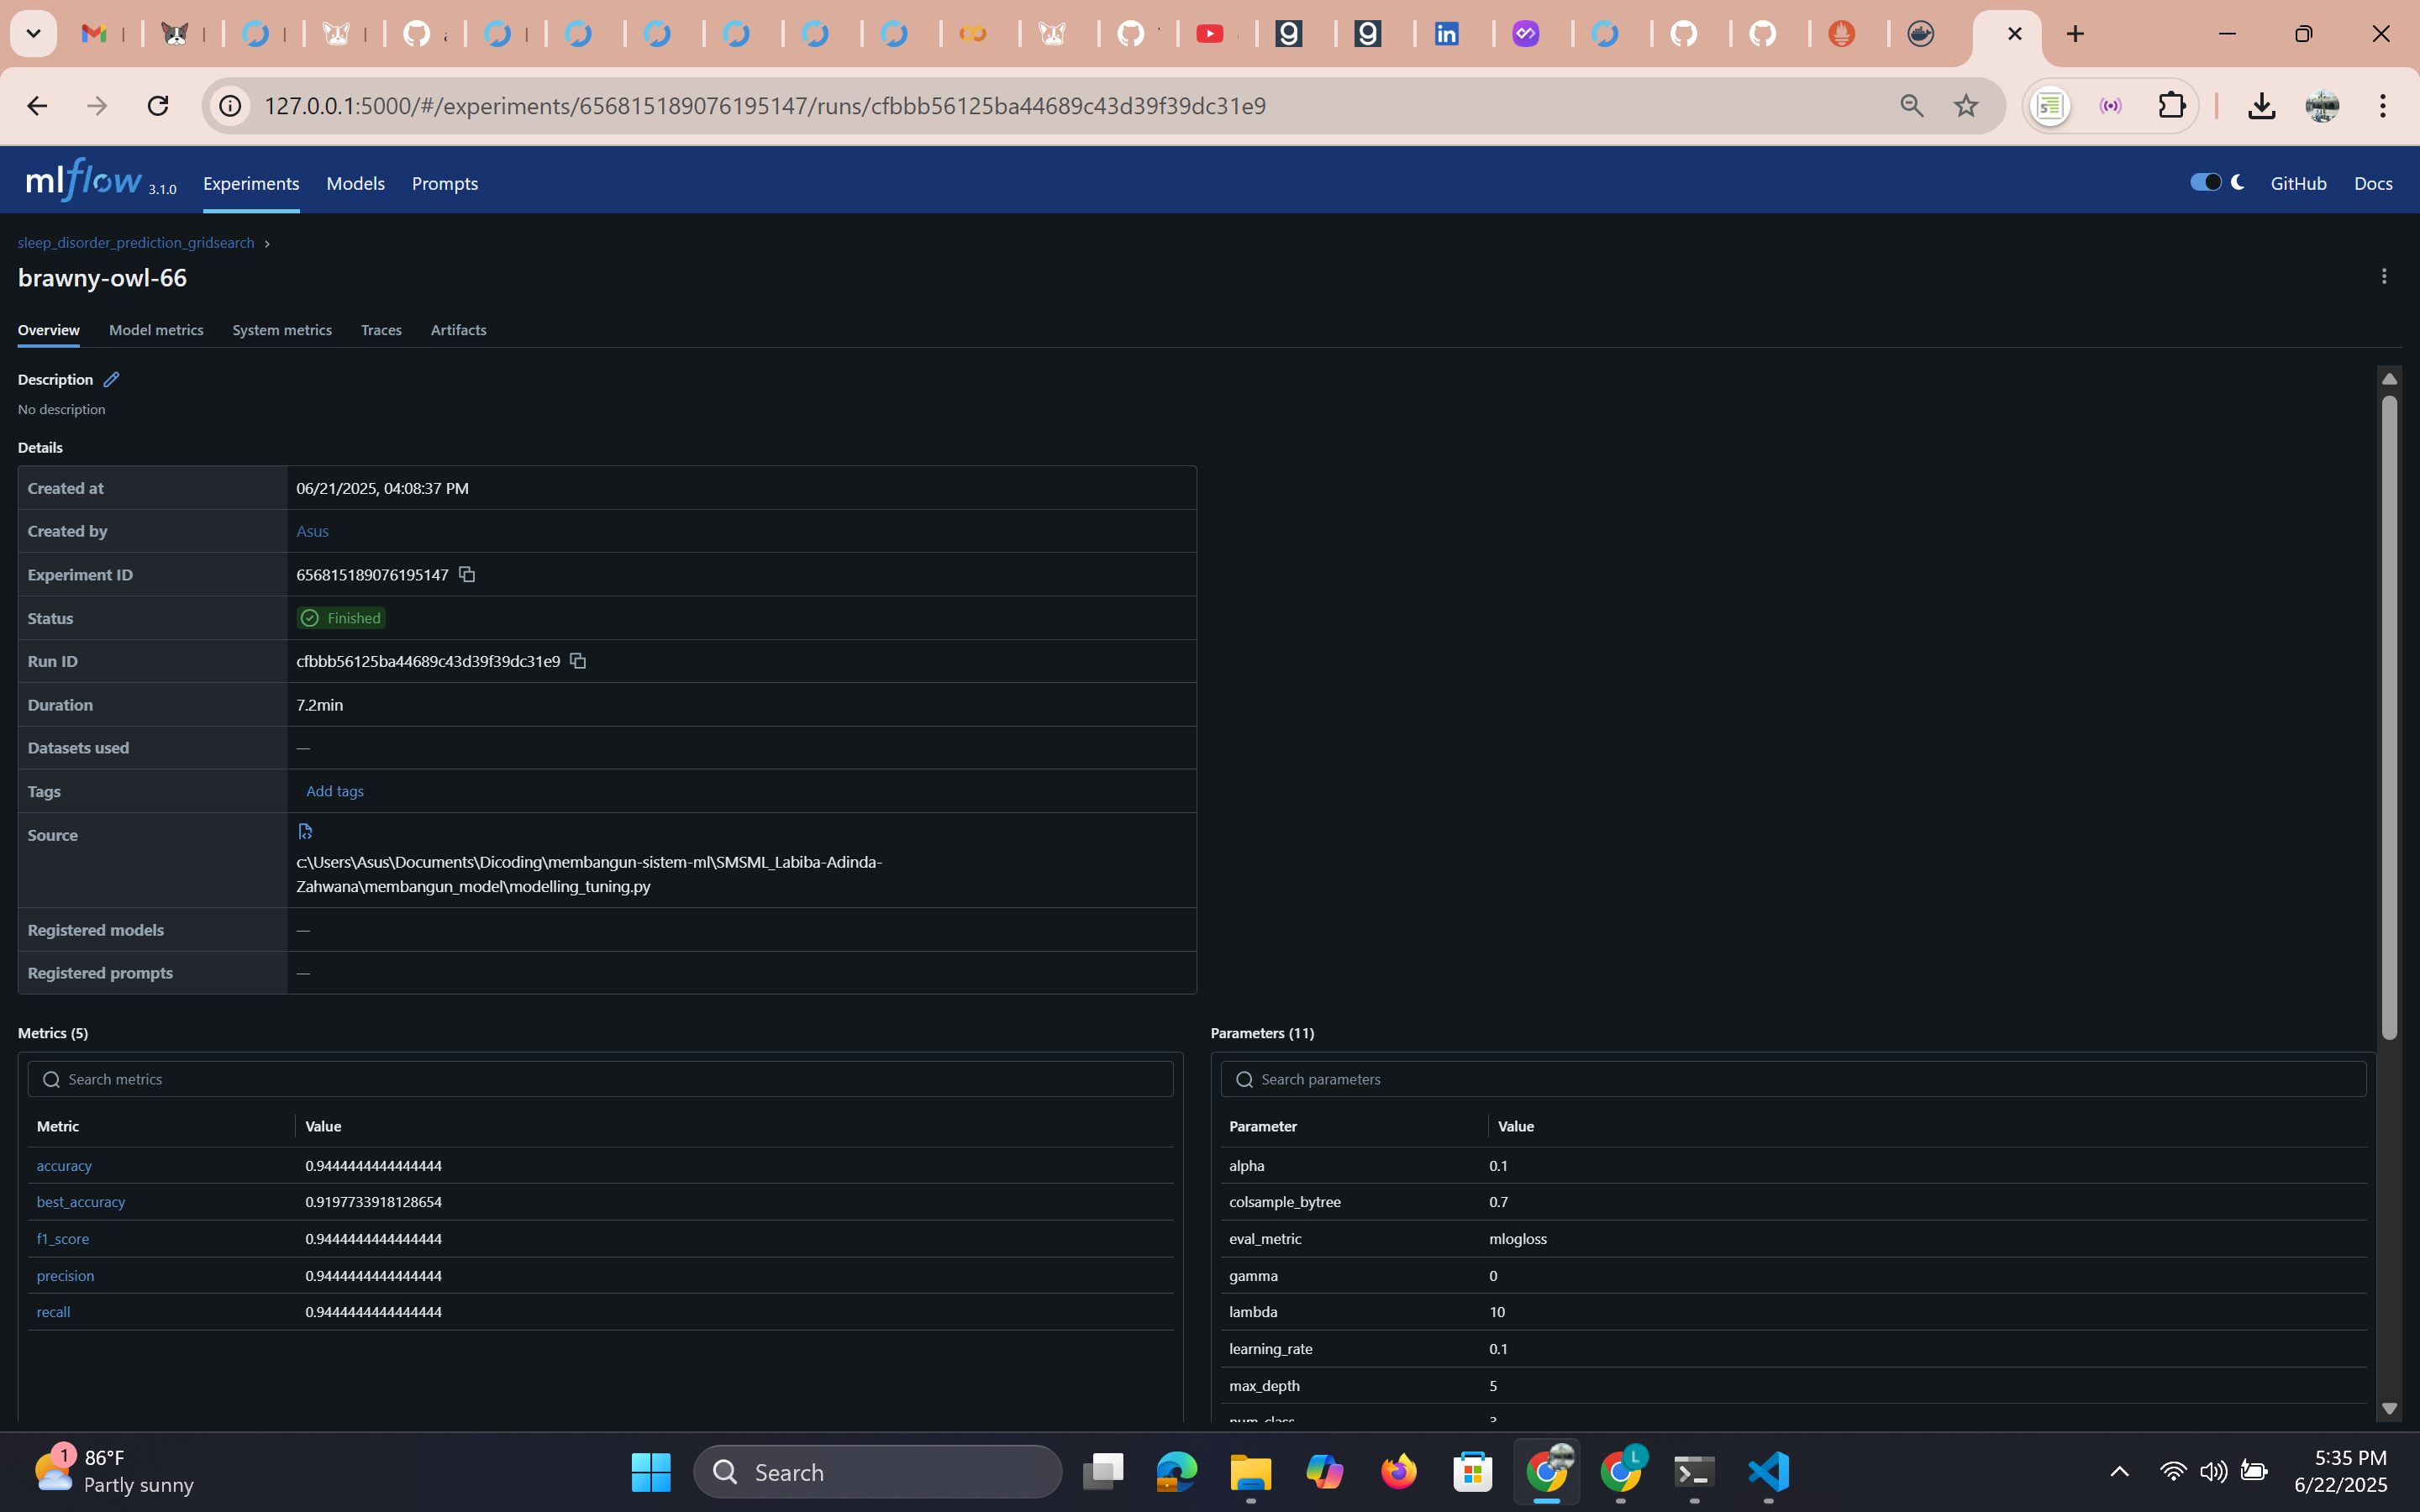 127.0.0.1:5000/#/experiments/656815189076195147/runs/cfbbb56125ba44689c43d39f39dc31e9
mlflow 3.1.0 Experiments Models Prompts GitHub Docs
sleep_disorder_prediction_gridsearch ›
brawny-owl-66
Overview Model metrics System metrics Traces Artifacts
Description
No description
Details
Created at 06/21/2025, 04:08:37 PM
Created by Asus
Experiment ID 656815189076195147
Status Finished
Run ID cfbbb56125ba44689c43d39f39dc31e9
Duration 7.2min
Datasets used —
Tags Add tags
Source
c:\Users\Asus\Documents\Dicoding\membangun-sistem-ml\SMSML_Labiba-Adinda-
Zahwana\membangun_model\modelling_tuning.py
Registered models —
Registered prompts —
Metrics (5)
Search metrics
Metric Value
accuracy 0.9444444444444444
best_accuracy 0.9197733918128654
f1_score 0.9444444444444444
precision 0.9444444444444444
recall 0.9444444444444444
Parameters (11)
Search parameters
Parameter Value
alpha 0.1
colsample_bytree 0.7
eval_metric mlogloss
gamma 0
lambda 10
learning_rate 0.1
max_depth 5
num_class 3
1 86°F
Partly sunny
Search
L
5:35 PM
6/22/2025